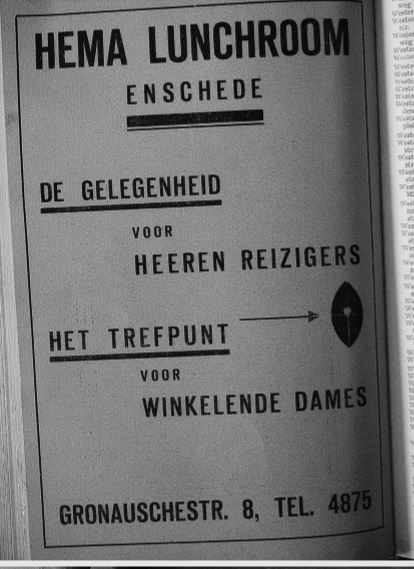 HEMA LUNCHROOM
ENSCHEDE
DE GELEGENHEID
VOOR
HEEREN REIZIGERS
HET TREFPUNT
VOOR
WINKELENDE DAMES
GRONAUSCHESTR. 8, TEL. 4875